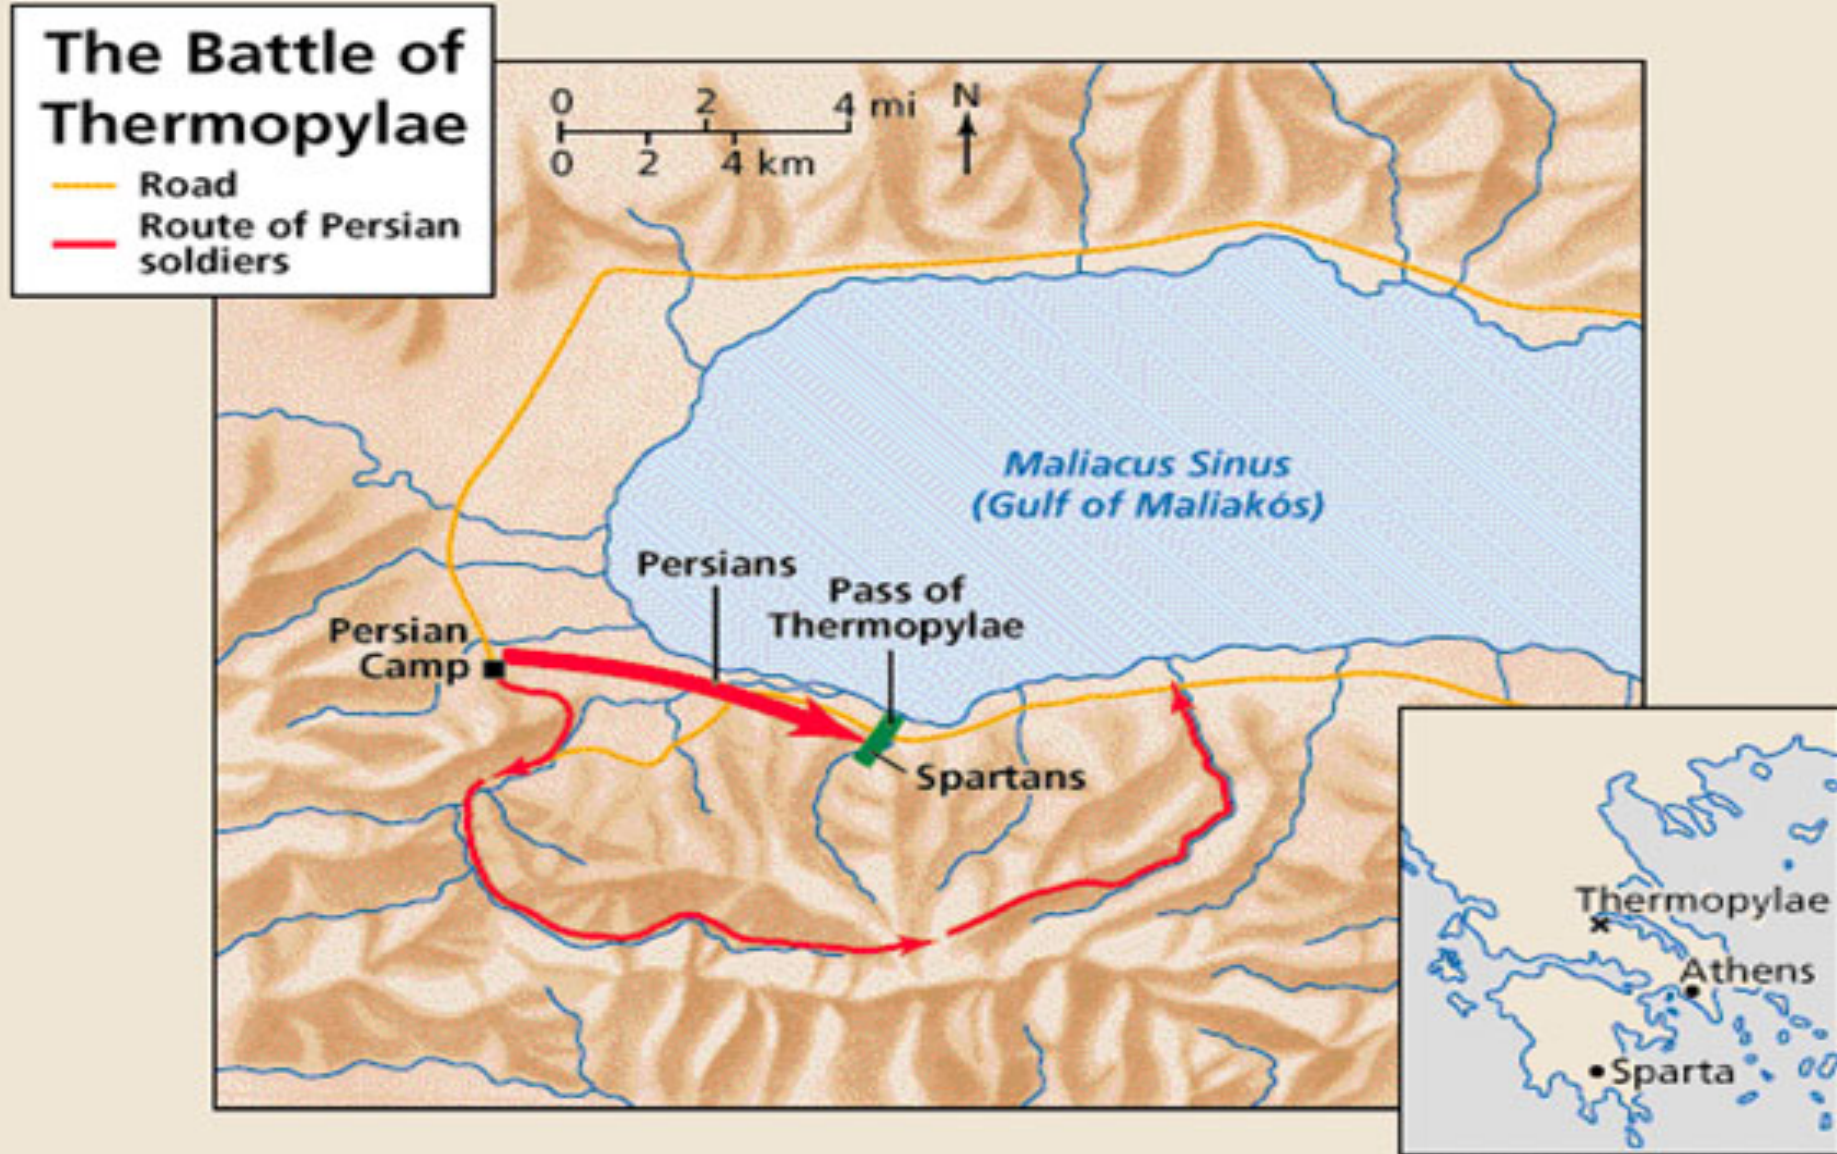 The Battle of
Thermopylae
Road
Route of Persian
soldiers
0 2 4 mi
0 2 4 km
N
Maliacus Sinus
(Gulf of Maliakós)
Persians
Pass of
Thermopylae
Persian
Camp
Spartans
Thermopylae
Athens
Sparta